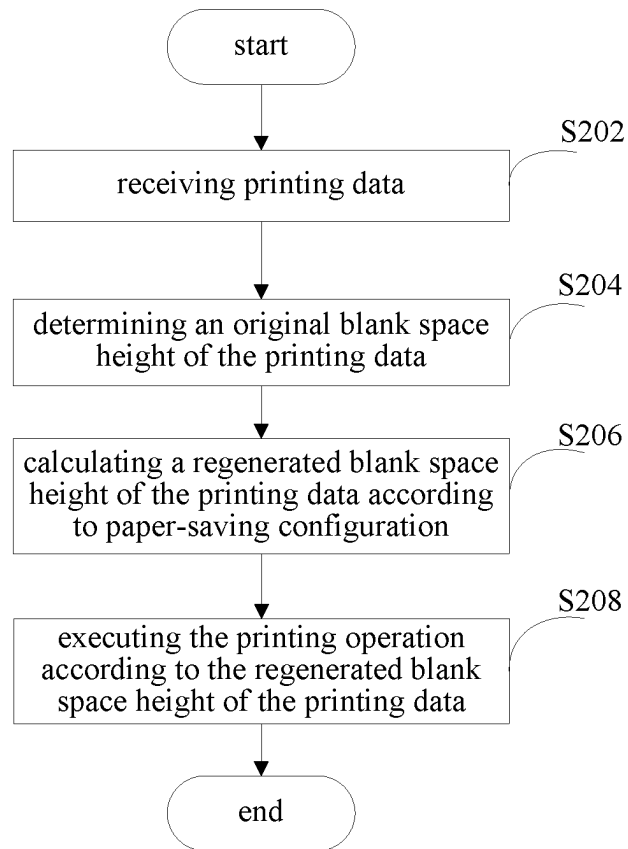 start
S202
receiving printing data
S204
determining an original blank space
height of the printing data
S206
calculating a regenerated blank space
height of the printing data according
to paper-saving configuration
S208
executing the printing operation
according to the regenerated blank
space height of the printing data
end